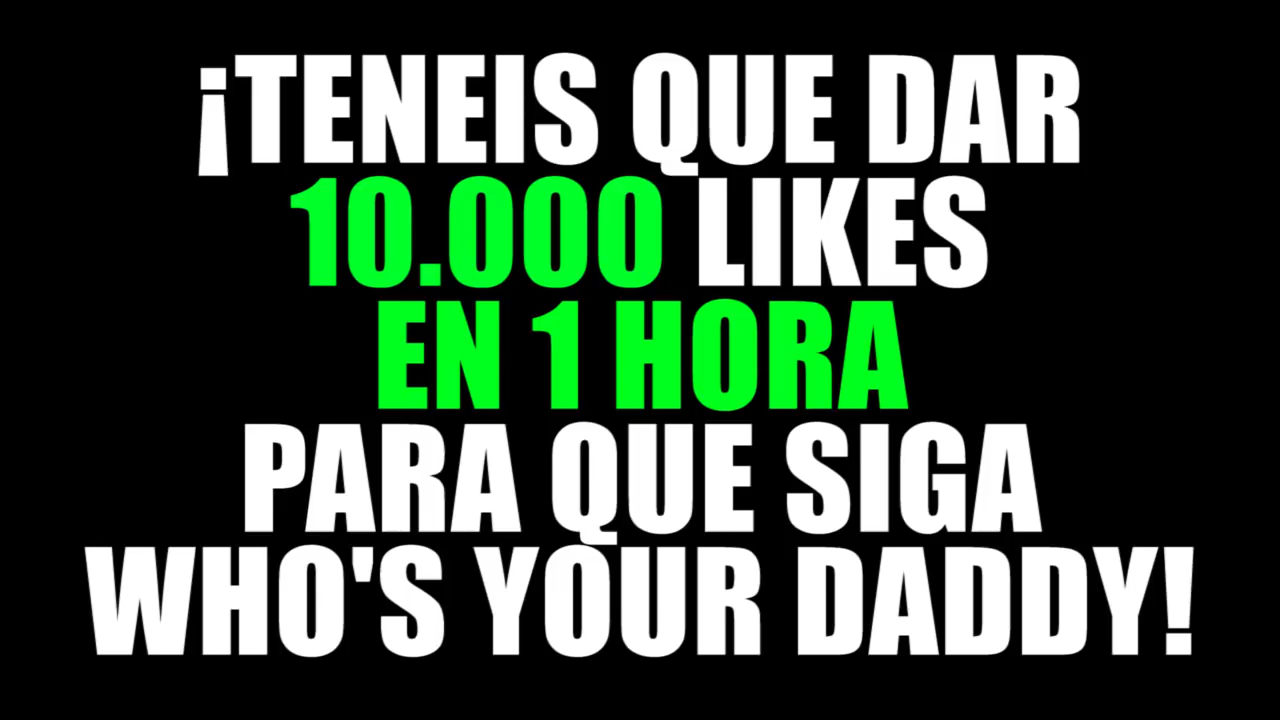 ¡TENEIS QUE DAR
10.000 LIKES
EN 1 HORA
PARA QUE SIGA
WHO'S YOUR DADDY!